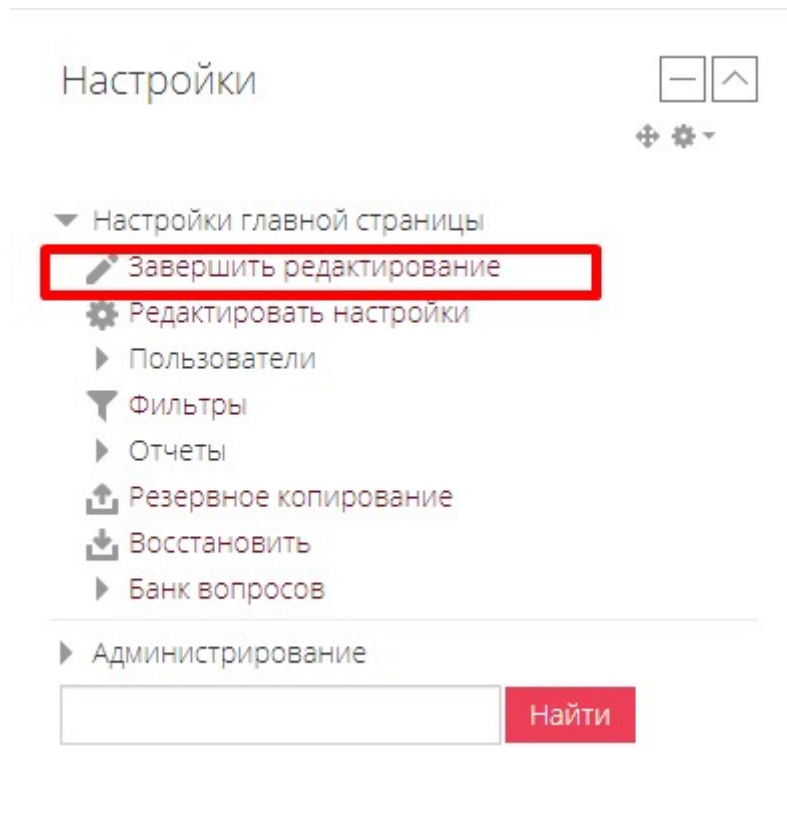 Настройки
Настройки главной страницы
Завершить редактирование
Редактировать настройки
Пользователи
Фильтры
Отчеты
Резервное копирование
Восстановить
Банк вопросов
Администрирование
Найти